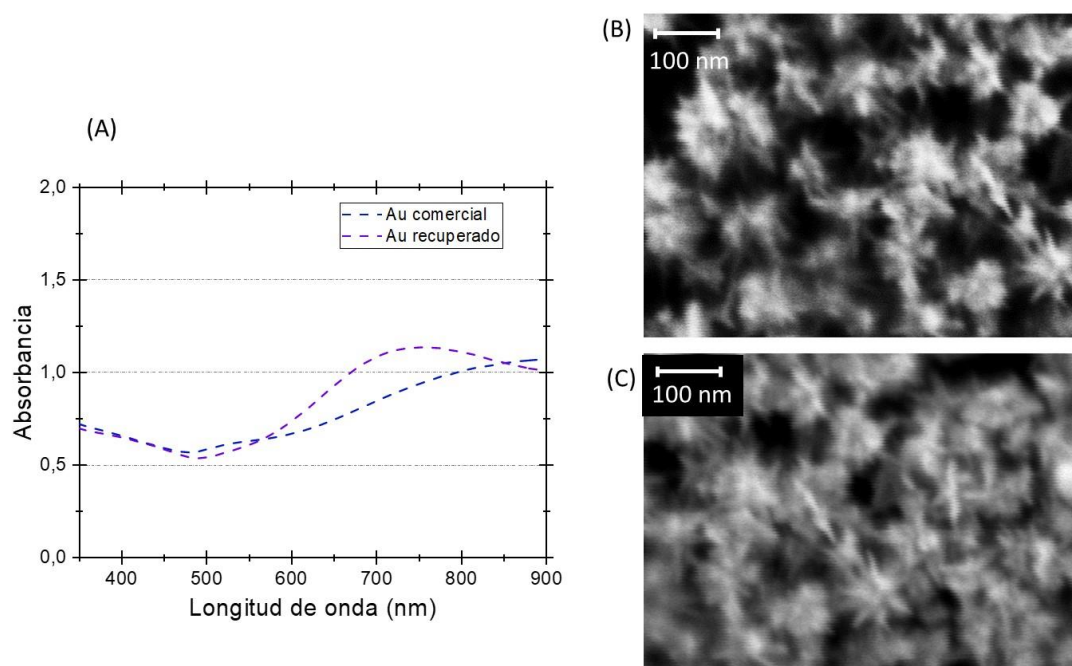 (A)
2,0
1,5
1,0
0,5
0,0
Absorbancia
Au comercial
Au recuperado
400 500 600 700 800 900
Longitud de onda (nm)
(B)
100 nm
(C)
100 nm